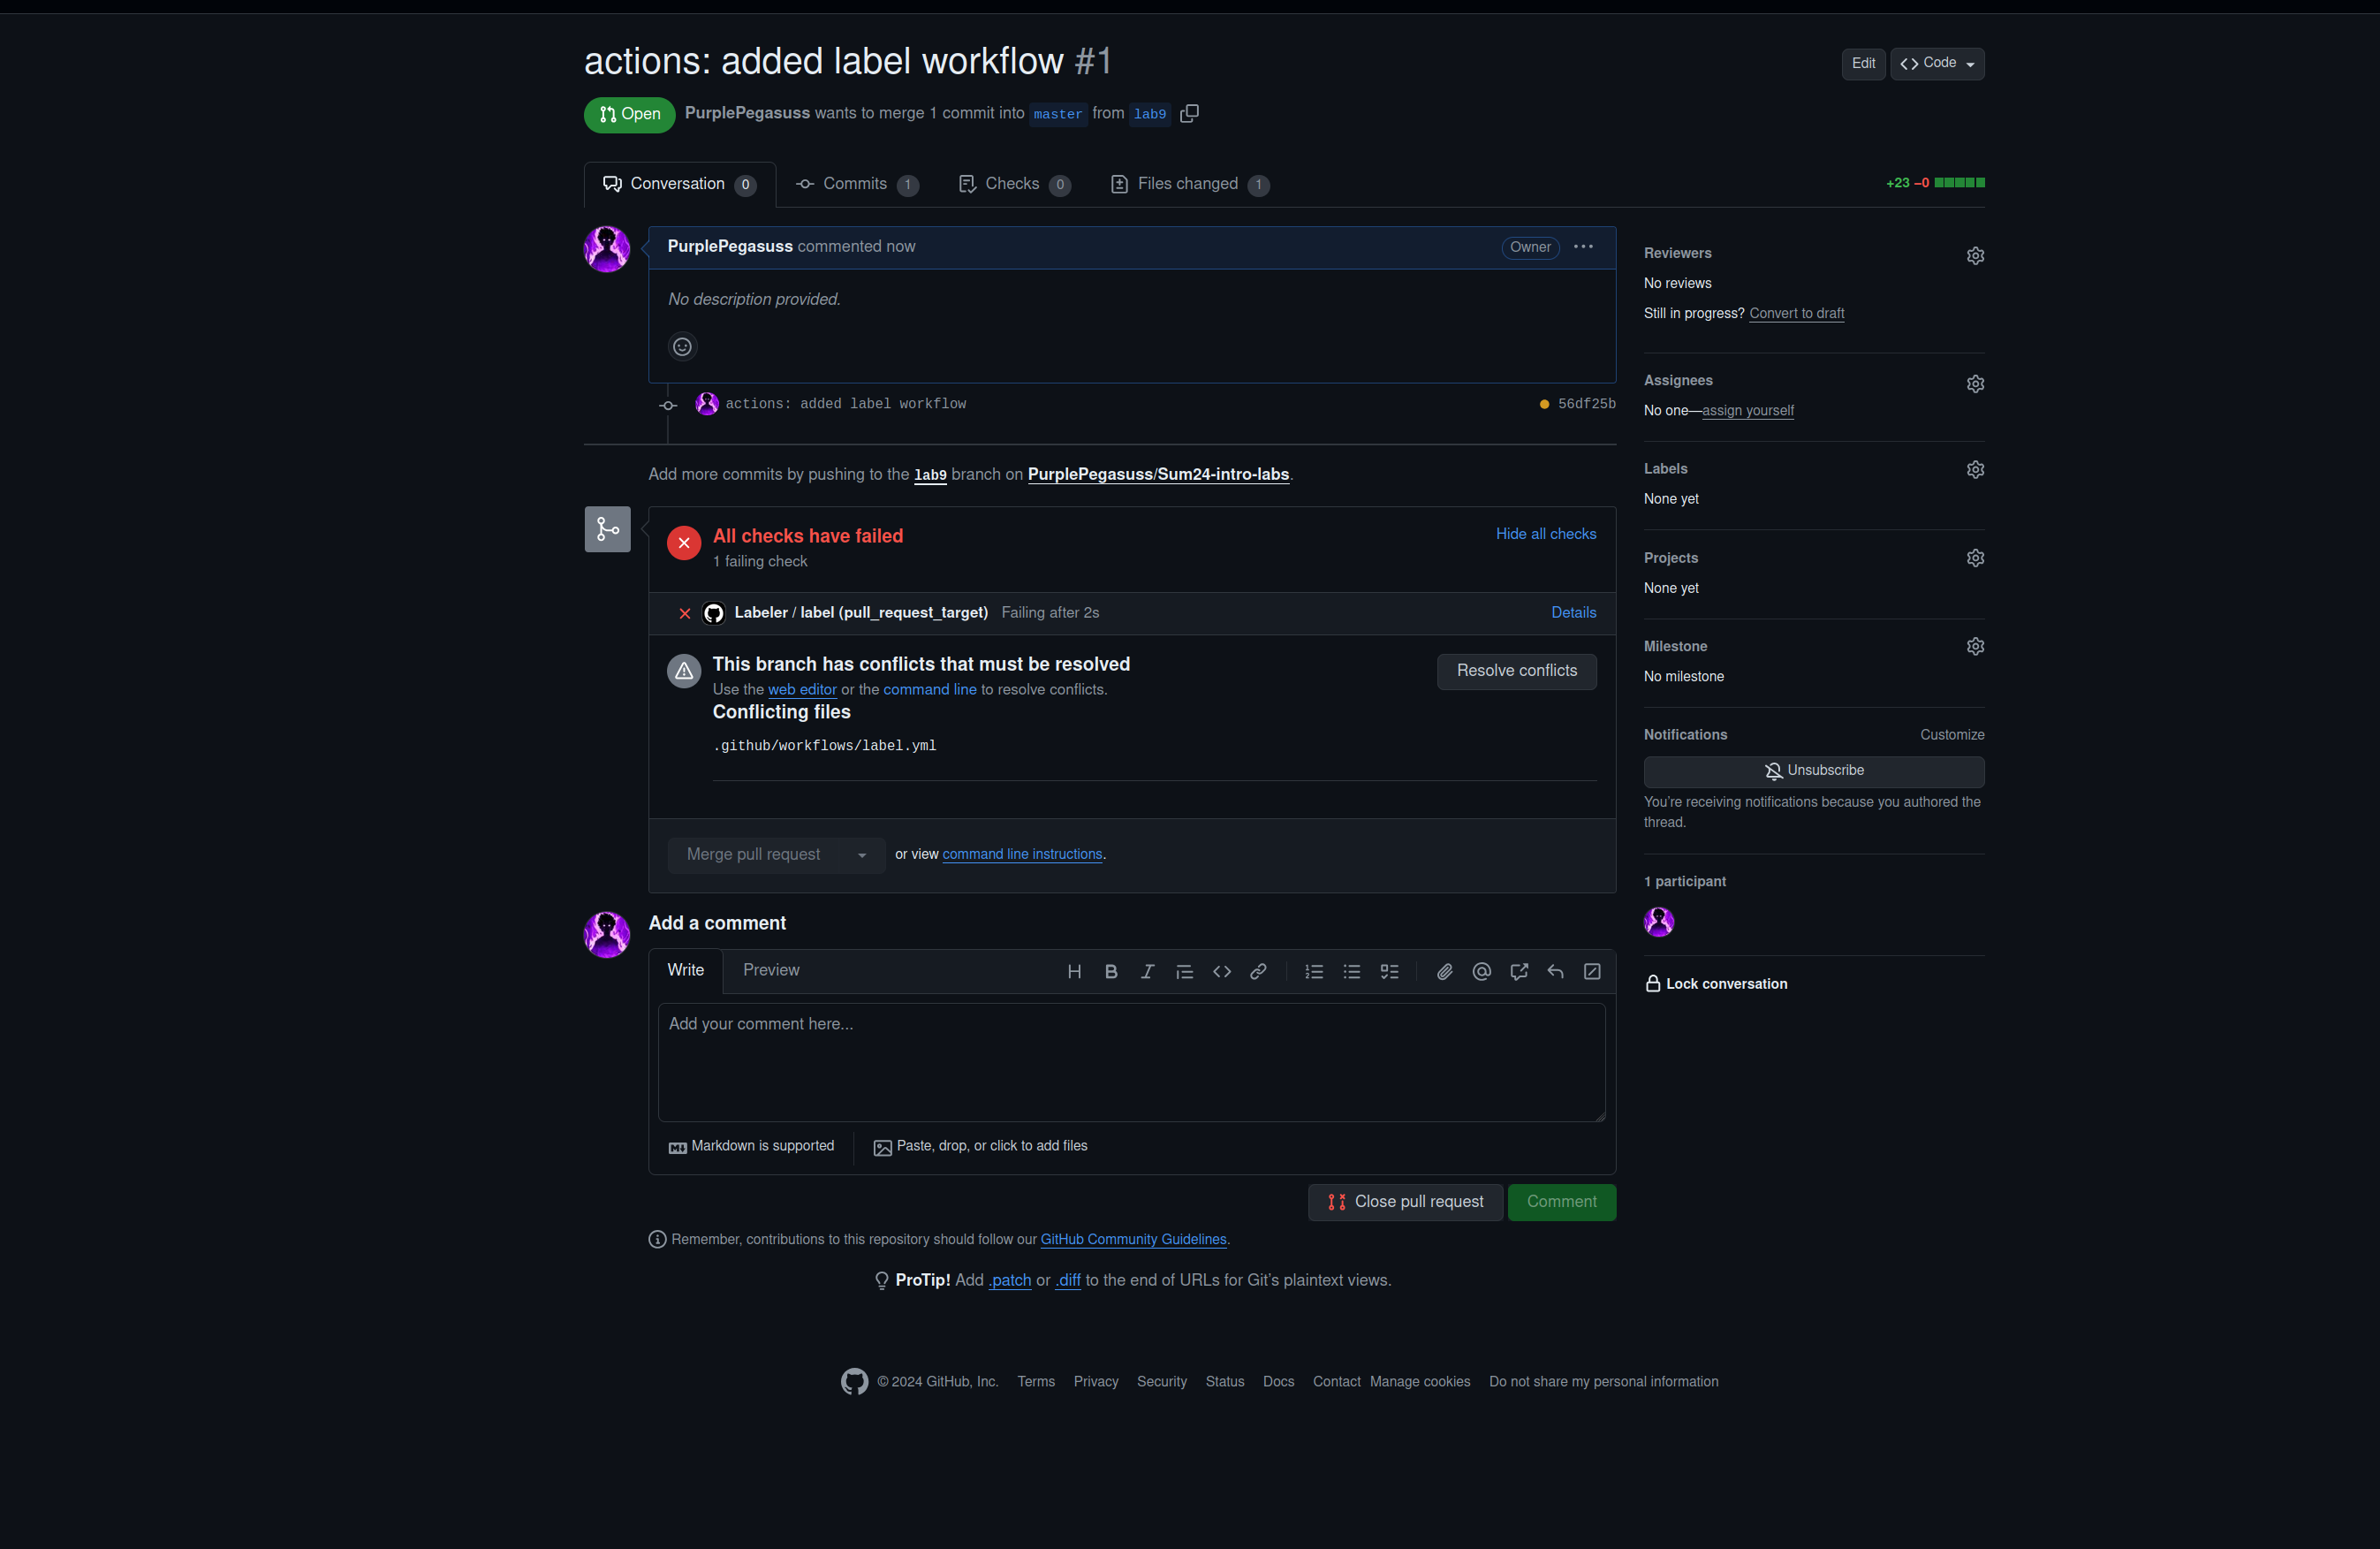 actions: added label workflow #1
Edit
Code
Open
PurplePegasuss wants to merge 1 commit into master from lab9
Conversation 0
Commits 1
Checks 0
Files changed 1
+23 −0
PurplePegasuss commented now
Owner
No description provided.
actions: added label workflow
56df25b
Add more commits by pushing to the lab9 branch on PurplePegasuss/Sum24-intro-labs.
All checks have failed
1 failing check
Hide all checks
Labeler / label (pull_request_target) Failing after 2s
Details
This branch has conflicts that must be resolved
Use the web editor or the command line to resolve conflicts.
Resolve conflicts
Conflicting files
.github/workflows/label.yml
Merge pull request
or view command line instructions.
Add a comment
Write
Preview
Add your comment here...
Markdown is supported
Paste, drop, or click to add files
Close pull request
Comment
Remember, contributions to this repository should follow our GitHub Community Guidelines.
ProTip! Add .patch or .diff to the end of URLs for Git's plaintext views.
Reviewers
No reviews
Still in progress? Convert to draft
Assignees
No one—assign yourself
Labels
None yet
Projects
None yet
Milestone
No milestone
Notifications
Customize
Unsubscribe
You're receiving notifications because you authored the
thread.
1 participant
Lock conversation
© 2024 GitHub, Inc. Terms Privacy Security Status Docs Contact Manage cookies Do not share my personal information